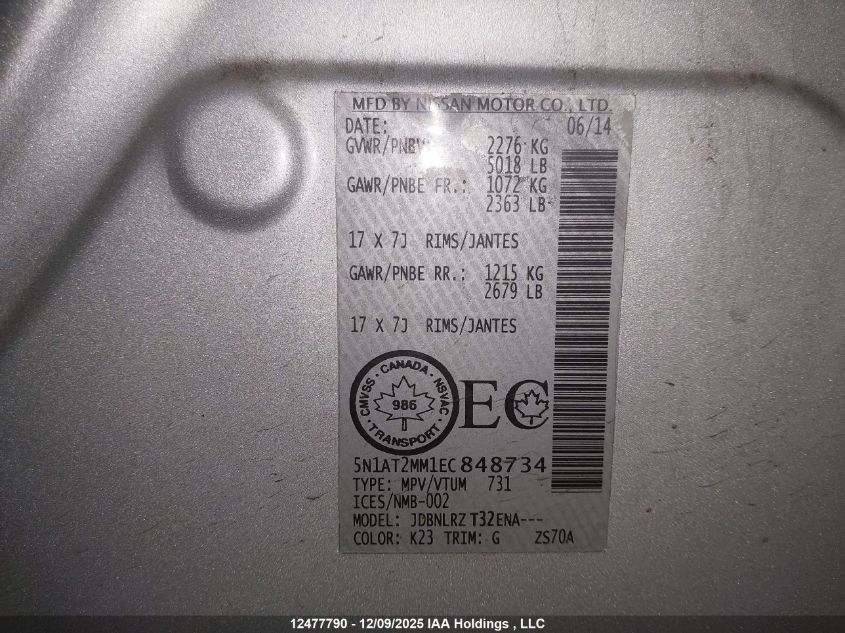 MFD BY NISSAN MOTOR CO., LTD.
DATE: 06/14
GVWR/PNBV 2276 KG
5018 LB
GAWR/PNBE FR.: 1072 KG
2363 LB
17 X 7J RIMS/JANTES
GAWR/PNBE RR.: 1215 KG
2679 LB
17 X 7J RIMS/JANTES
CMVSS · CANADA · NSVAC
986
· TRANSPORT ·
EC
5N1AT2MM1EC848734
TYPE: MPV/VTUM 731
ICES/NMB-002
MODEL: JDBNLRZ T32ENA---
COLOR: K23 TRIM: G ZS70A
12477790 - 12/09/2025 IAA Holdings , LLC